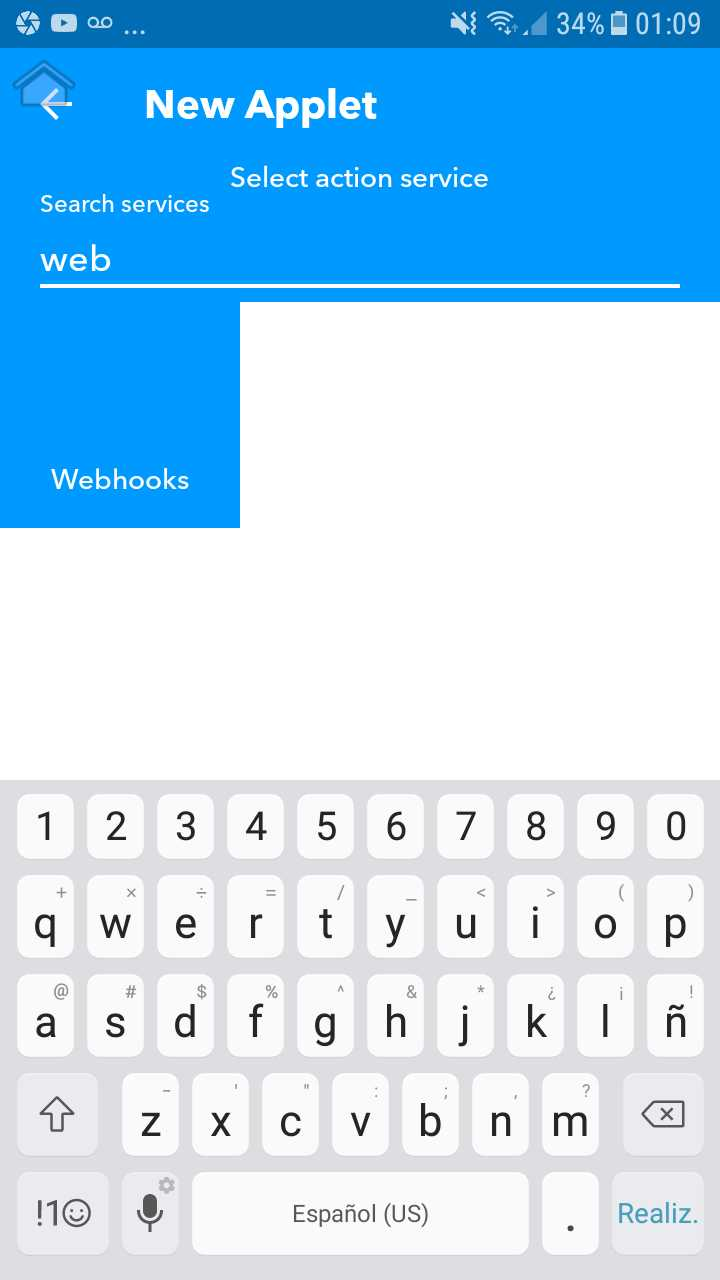 ... 34% 01:09
New Applet
Select action service
Search services
web
Webhooks
1 2 3 4 5 6 7 8 9 0
+ × ÷ = / _ < > ( )
q w e r t y u i o p
@ # $ % ^ & * ¿ ¡ !
a s d f g h j k l ñ
- ' " : ; , ?
z x c v b n m
!1☺ Español (US) . Realiz.